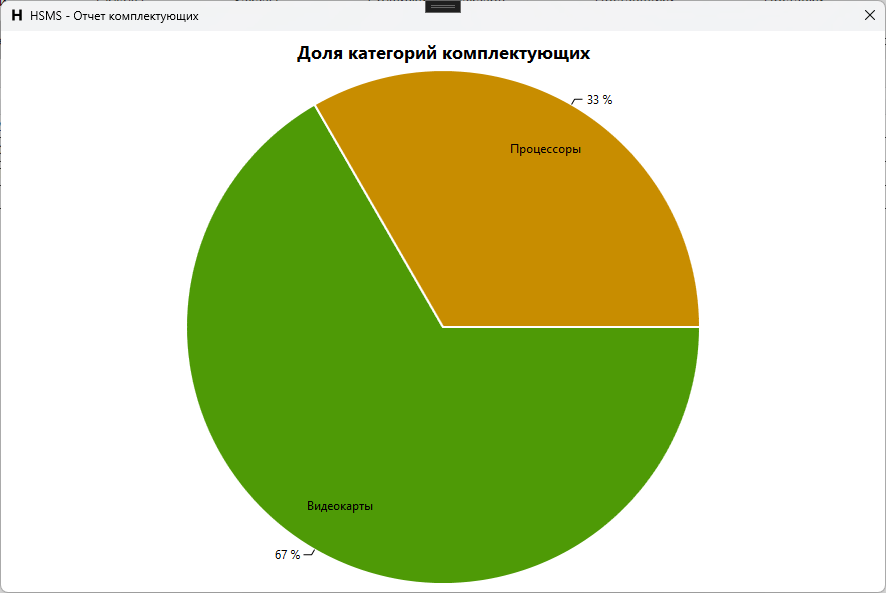 H HSMS - Отчет комплектующих
Доля категорий комплектующих
33 %
Процессоры
Видеокарты
67 %